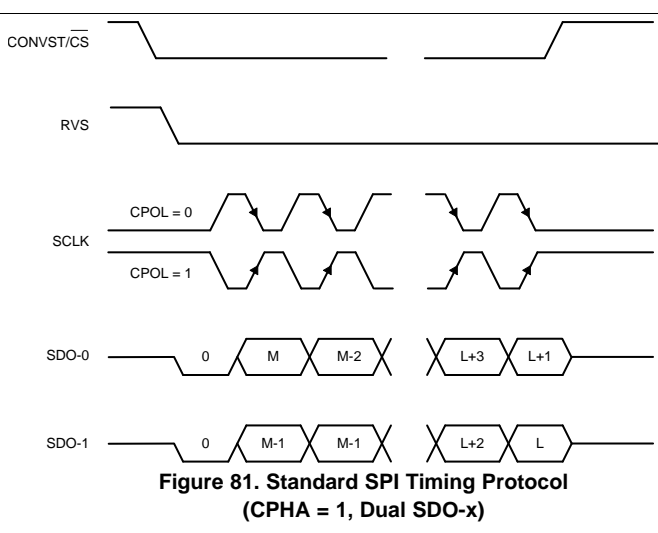 CONVST/CS
RVS
CPOL = 0
SCLK
CPOL = 1
SDO-0 0 M M-2 L+3 L+1
SDO-1 0 M-1 M-1 L+2 L
Figure 81. Standard SPI Timing Protocol
(CPHA = 1, Dual SDO-x)